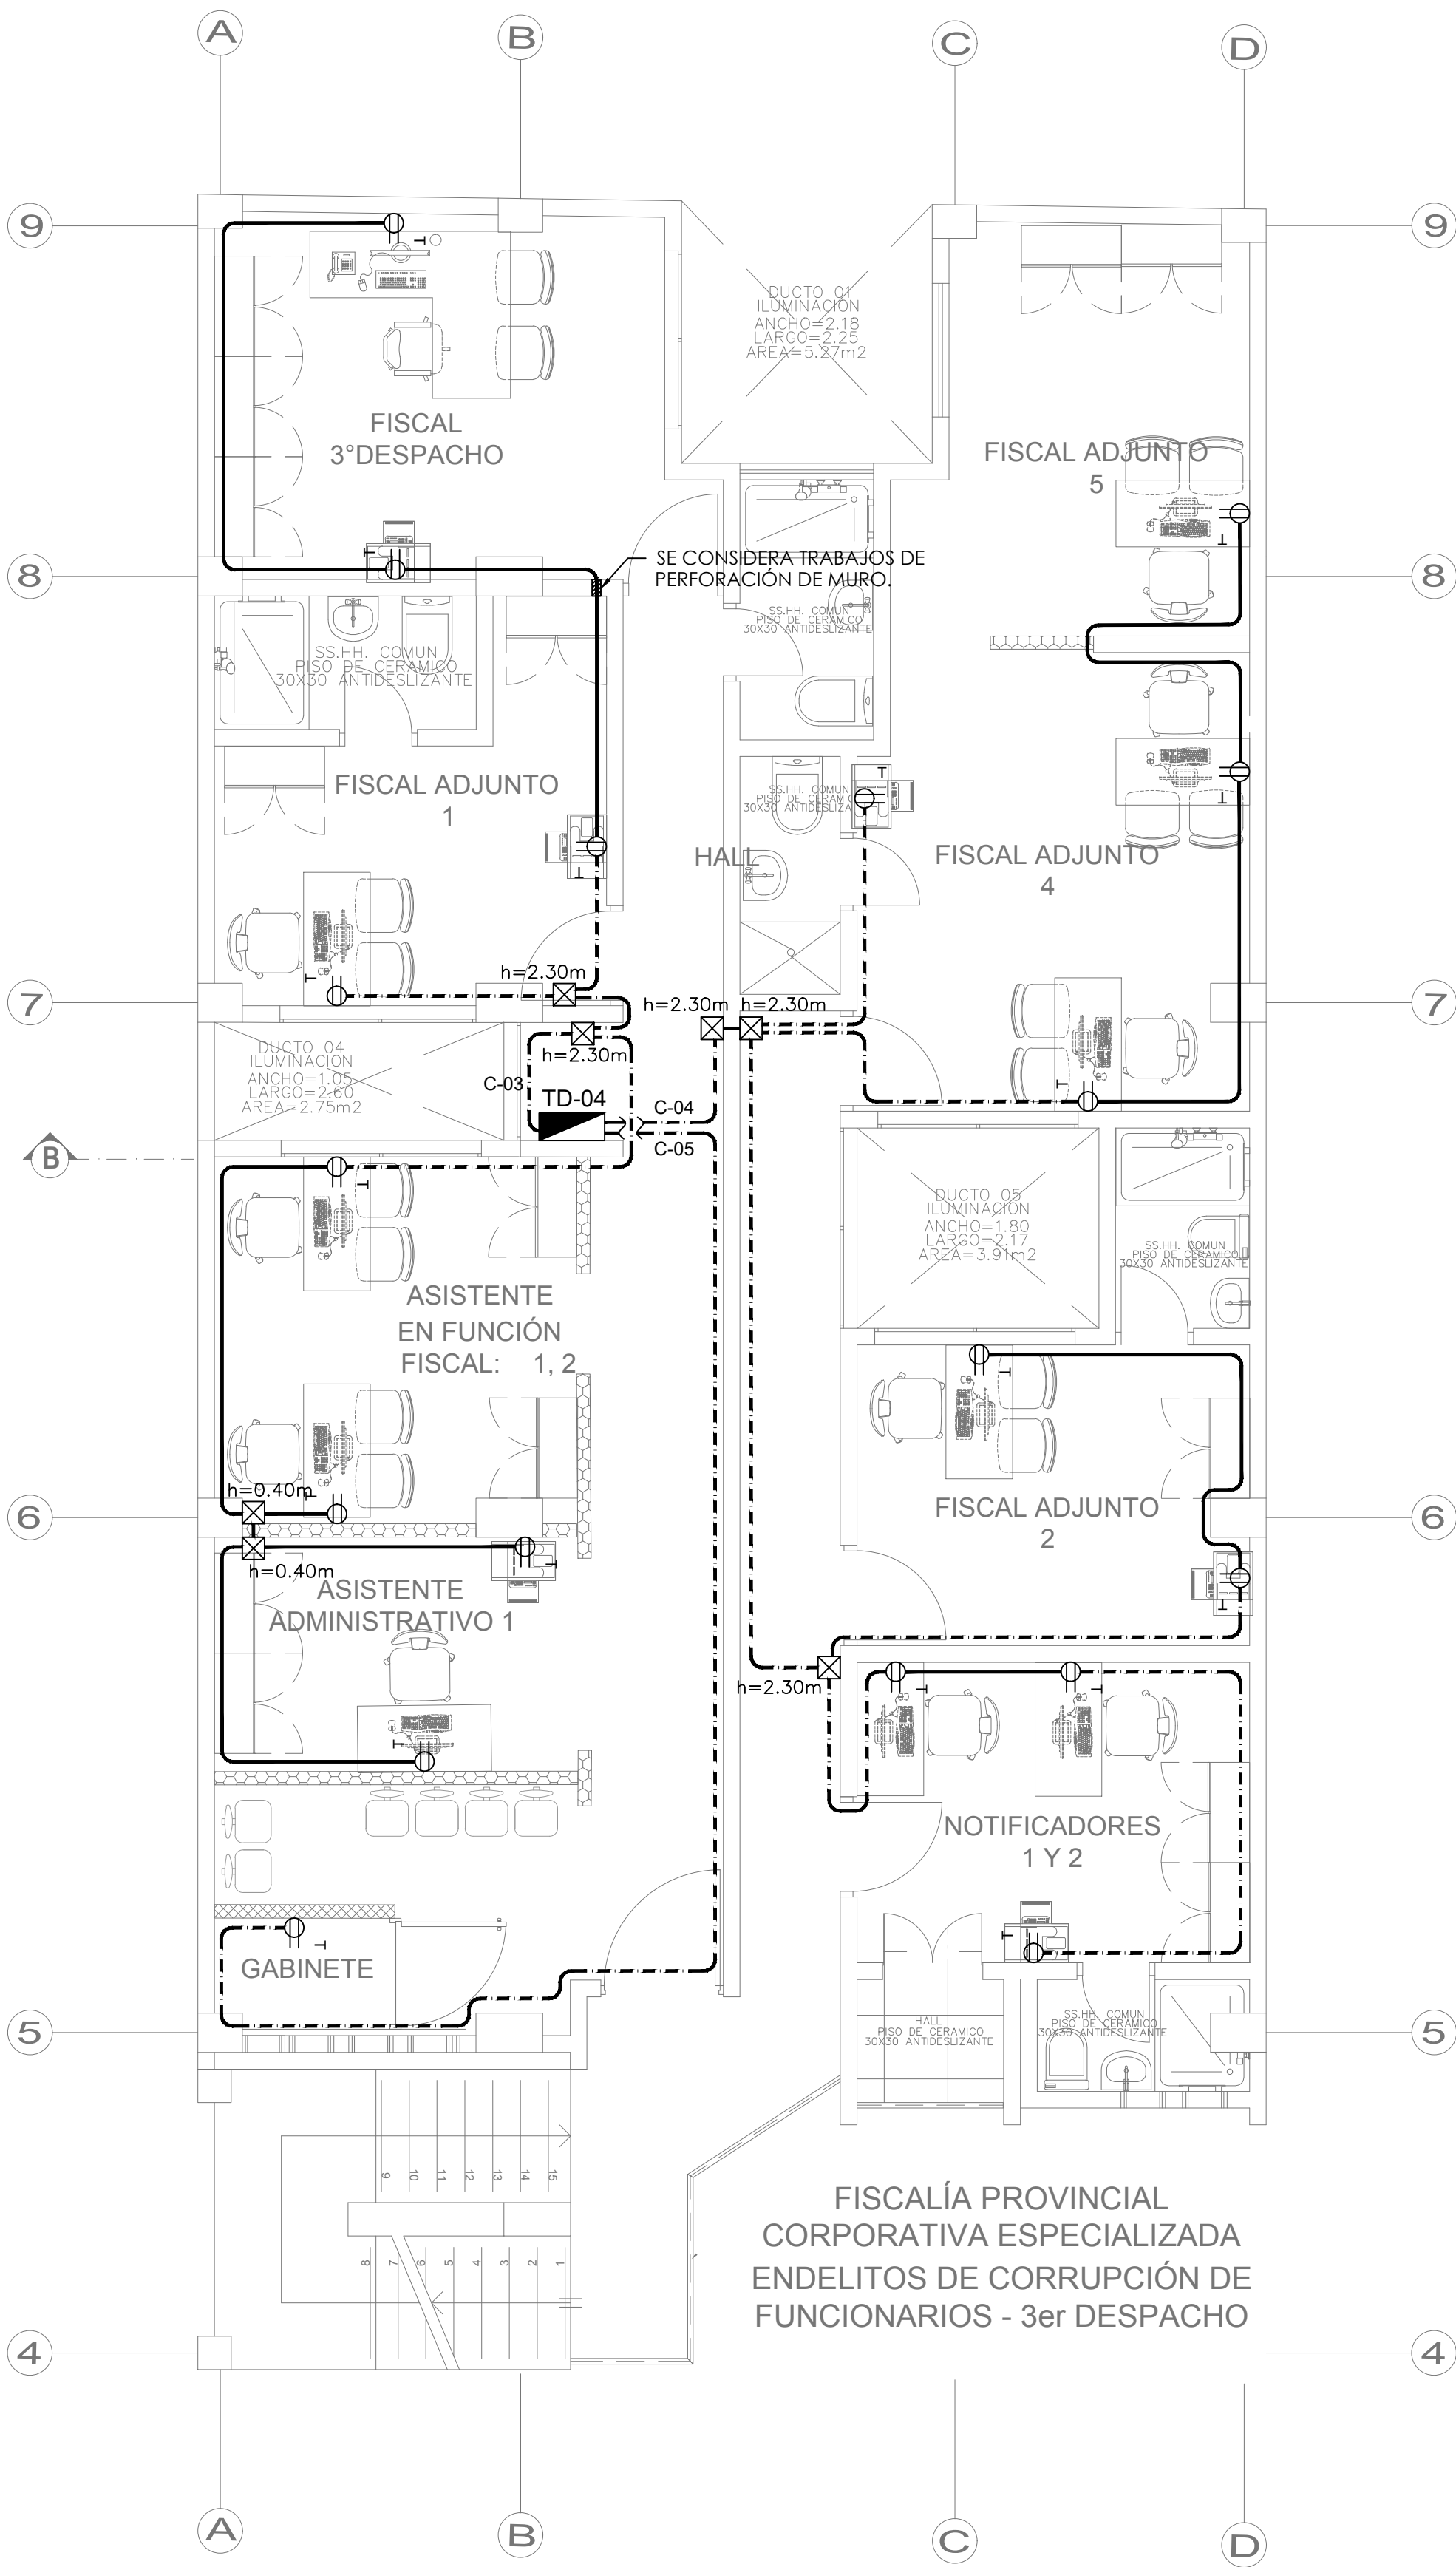 A
B
C
D
9
9
DUCTO 01
ILUMINACION
ANCHO=2.18
LARGO=2.25
AREA=5.27m2
FISCAL
3°DESPACHO
FISCAL ADJUNTO
5
8
SE CONSIDERA TRABAJOS DE
PERFORACIÓN DE MURO.
8
SS.HH. COMUN
PISO DE CERAMICO
30X30 ANTIDESLIZANTE
SS.HH. COMUN
PISO DE CERAMICO
30X30 ANTIDESLIZANTE
FISCAL ADJUNTO
1
SS.HH. COMUN
PISO DE CERAMIC
30X30 ANTIDESLIZA
HALL
FISCAL ADJUNTO
4
h=2.30m
7
h=2.30m h=2.30m
7
DUCTO 04
ILUMINACION
ANCHO=1.05
LARGO=2.60
AREA=2.75m2
h=2.30m
C-03
TD-04
C-04
C-05
B
DUCTO 05
ILUMINACION
ANCHO=1.80
LARGO=2.17
AREA=3.91m2
SS.HH. COMUN
PISO DE CERAMICO
30X30 ANTIDESLIZANTE
ASISTENTE
EN FUNCIÓN
FISCAL: 1, 2
h=0.40m
6
FISCAL ADJUNTO
2
6
h=0.40m
ASISTENTE
ADMINISTRATIVO 1
h=2.30m
NOTIFICADORES
1 Y 2
GABINETE
5
HALL
PISO DE CERAMICO
30X30 ANTIDESLIZANTE
SS.HH. COMUN
PISO DE CERAMICO
30X30 ANTIDESLIZANTE
5
9 10 11 12 13 14 15
8 7 6 5 4 3 2 1
FISCALÍA PROVINCIAL
CORPORATIVA ESPECIALIZADA
ENDELITOS DE CORRUPCIÓN DE
FUNCIONARIOS - 3er DESPACHO
4
4
A
B
C
D